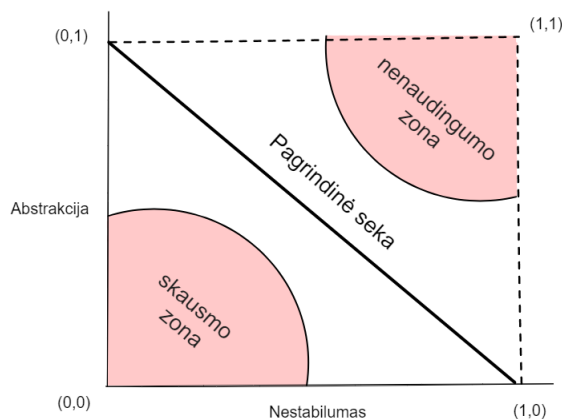 (0,1)
(1,1)
nenaudingumo
zona
Pagrindinė seka
Abstrakcija
skausmo
zona
(0,0)
Nestabilumas
(1,0)